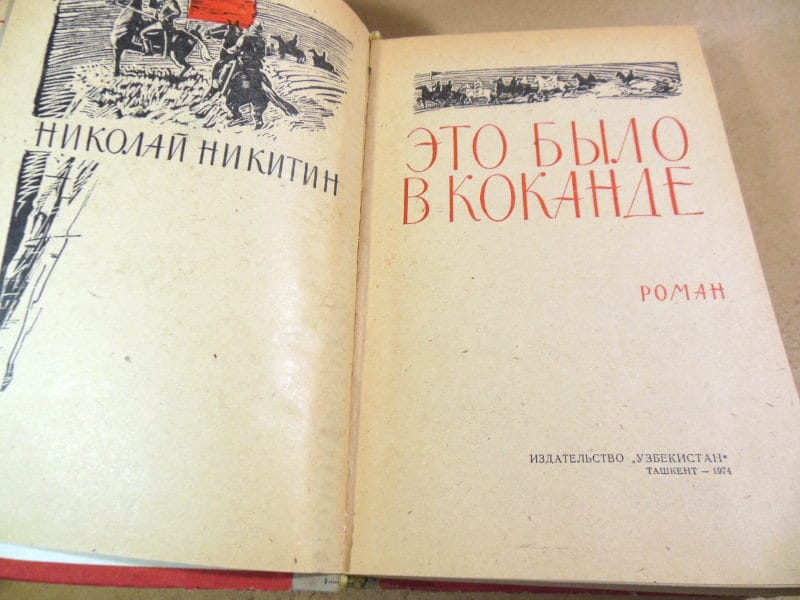 НИКОЛАЙ НИКИТИН
ЭТО БЫЛО
В КОКАНДЕ
РОМАН
ИЗДАТЕЛЬСТВО „УЗБЕКИСТАН“
ТАШКЕНТ — 1974